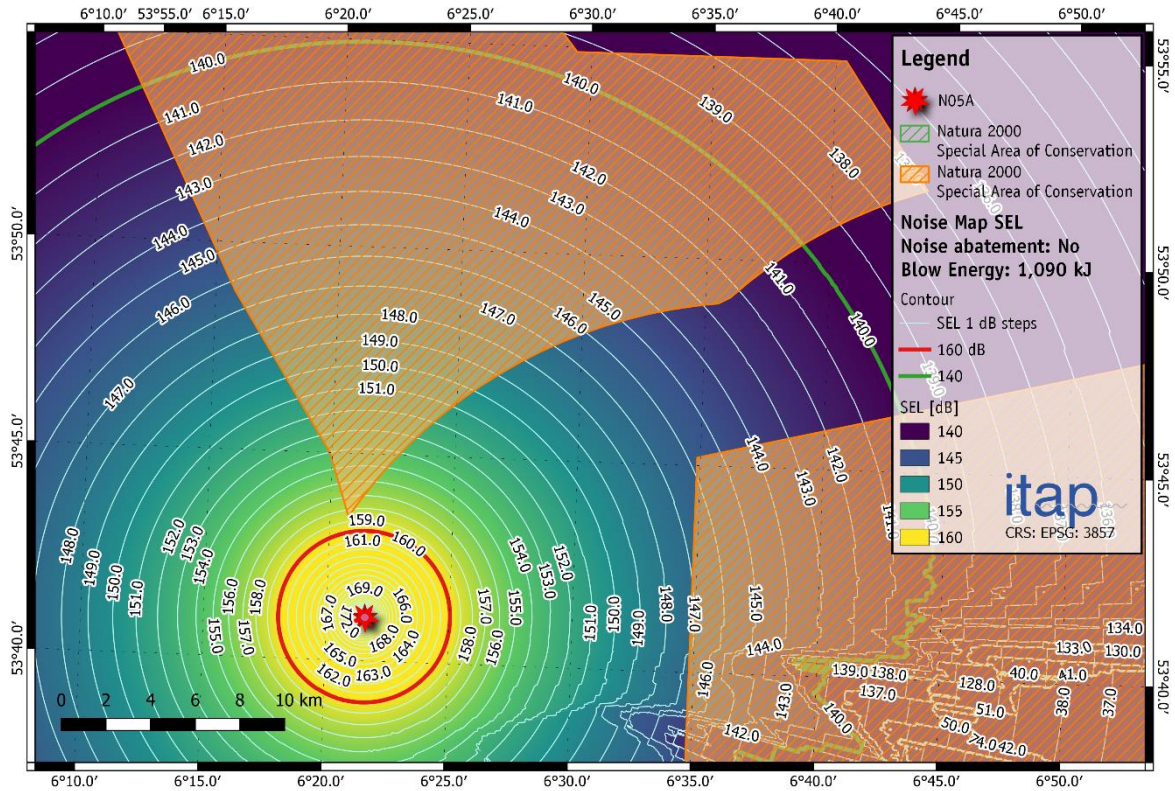 6°10.0' 53°55.0' 6°15.0' 6°20.0' 6°25.0' 6°30.0' 6°35.0' 6°40.0' 6°45.0' 6°50.0'
53°50.0'
53°45.0'
53°40.0'
53°55.0'
53°50.0'
53°45.0'
53°40.0'
Legend
N05A
Natura 2000
Special Area of Conservation
Natura 2000
Special Area of Conservation
Noise Map SEL
Noise abatement: No
Blow Energy: 1,090 kJ
Contour
SEL 1 dB steps
160 dB
140
SEL [dB]
140
145
150
155
160
itap
CRS: EPSG: 3857
140.0 140.0
141.0 141.0 139.0
142.0 142.0 138.0
143.0 143.0
144.0 144.0
145.0 145.0 141.0
146.0 148.0 147.0 146.0 140.0
149.0
150.0
147.0 151.0 139.0
144.0 142.0
143.0
159.0
161.0 160.0
148.0 149.0 150.0 151.0 152.0 153.0 154.0 155.0 156.0 157.0 158.0
169.0 166.0 167.0 168.0 164.0
165.0 162.0 163.0
158.0 157.0 156.0 155.0 154.0 153.0 152.0 151.0 150.0 149.0 148.0 147.0 146.0 145.0
144.0 143.0 142.0
139.0 138.0
137.0 140.0
134.0
133.0 130.0
128.0 40.0 41.0
51.0 38.0 37.0
50.0
74.0 42.0
0 2 4 6 8 10 km
6°10.0' 6°15.0' 6°20.0' 6°25.0' 6°30.0' 6°35.0' 6°40.0' 6°45.0' 6°50.0'